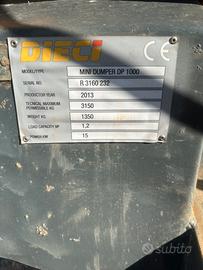 DIECI
CE
MODEL/TYPE MINI DUMPER DP 1000
SERIAL NO. R 3160 232
PRODUCTOR YEAR 2013
TECNICAL MAXIMUM PERMISSIBLE KG 3150
WEIGHT KG 1350
LOAD CAPACITY M³ 1,2
POWER KW 15
subito